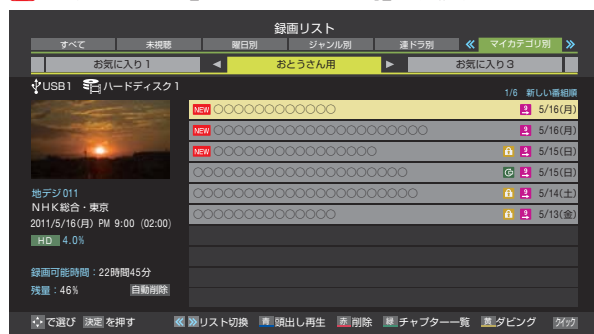 録画リスト
すべて 未視聴 曜日別 ジャンル別 連ドラ別 マイカテゴリ別
お気に入り1 おとうさん用 お気に入り3
USB1 ハードディスク1
1/6 新しい番組順
NEW 〇〇〇〇〇〇〇〇〇〇〇〇 5/16(月)
NEW 〇〇〇〇〇〇〇〇〇〇〇〇〇〇〇〇〇〇〇〇〇 5/16(月)
NEW 〇〇〇〇〇〇〇〇〇〇〇〇〇〇〇〇 5/15(日)
〇〇〇〇〇〇〇〇〇〇〇〇〇〇〇〇〇〇〇〇〇 5/15(日)
〇〇〇〇〇〇〇〇〇〇〇〇〇〇〇〇〇〇〇〇〇〇 5/14(土)
〇〇〇〇〇〇〇〇〇〇〇〇〇〇 5/13(金)
地デジ011
NHK総合・東京
2011/5/16(月) PM 9:00 (02:00)
HD 4.0%
録画可能時間：22時間45分
残量：46% 自動削除
で選び 決定 を押す 《 》リスト切換 青 頭出し再生 赤 削除 緑 チャプター一覧 黄 ダビング クイック